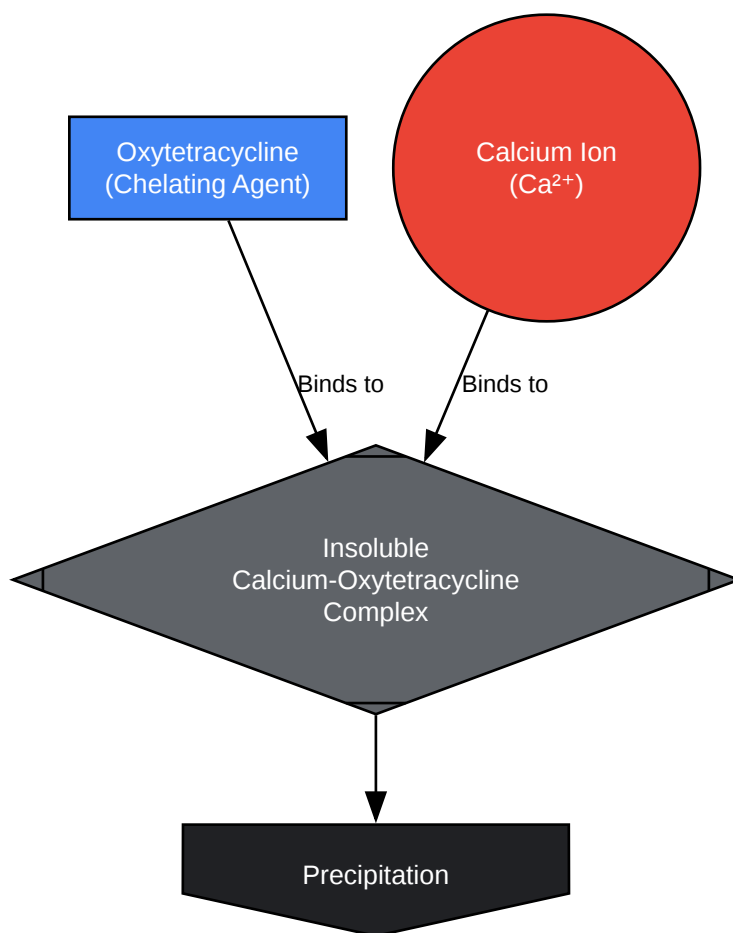 Oxytetracycline
(Chelating Agent)
Calcium Ion
(Ca²⁺)
Binds to
Binds to
Insoluble
Calcium-Oxytetracycline
Complex
Precipitation